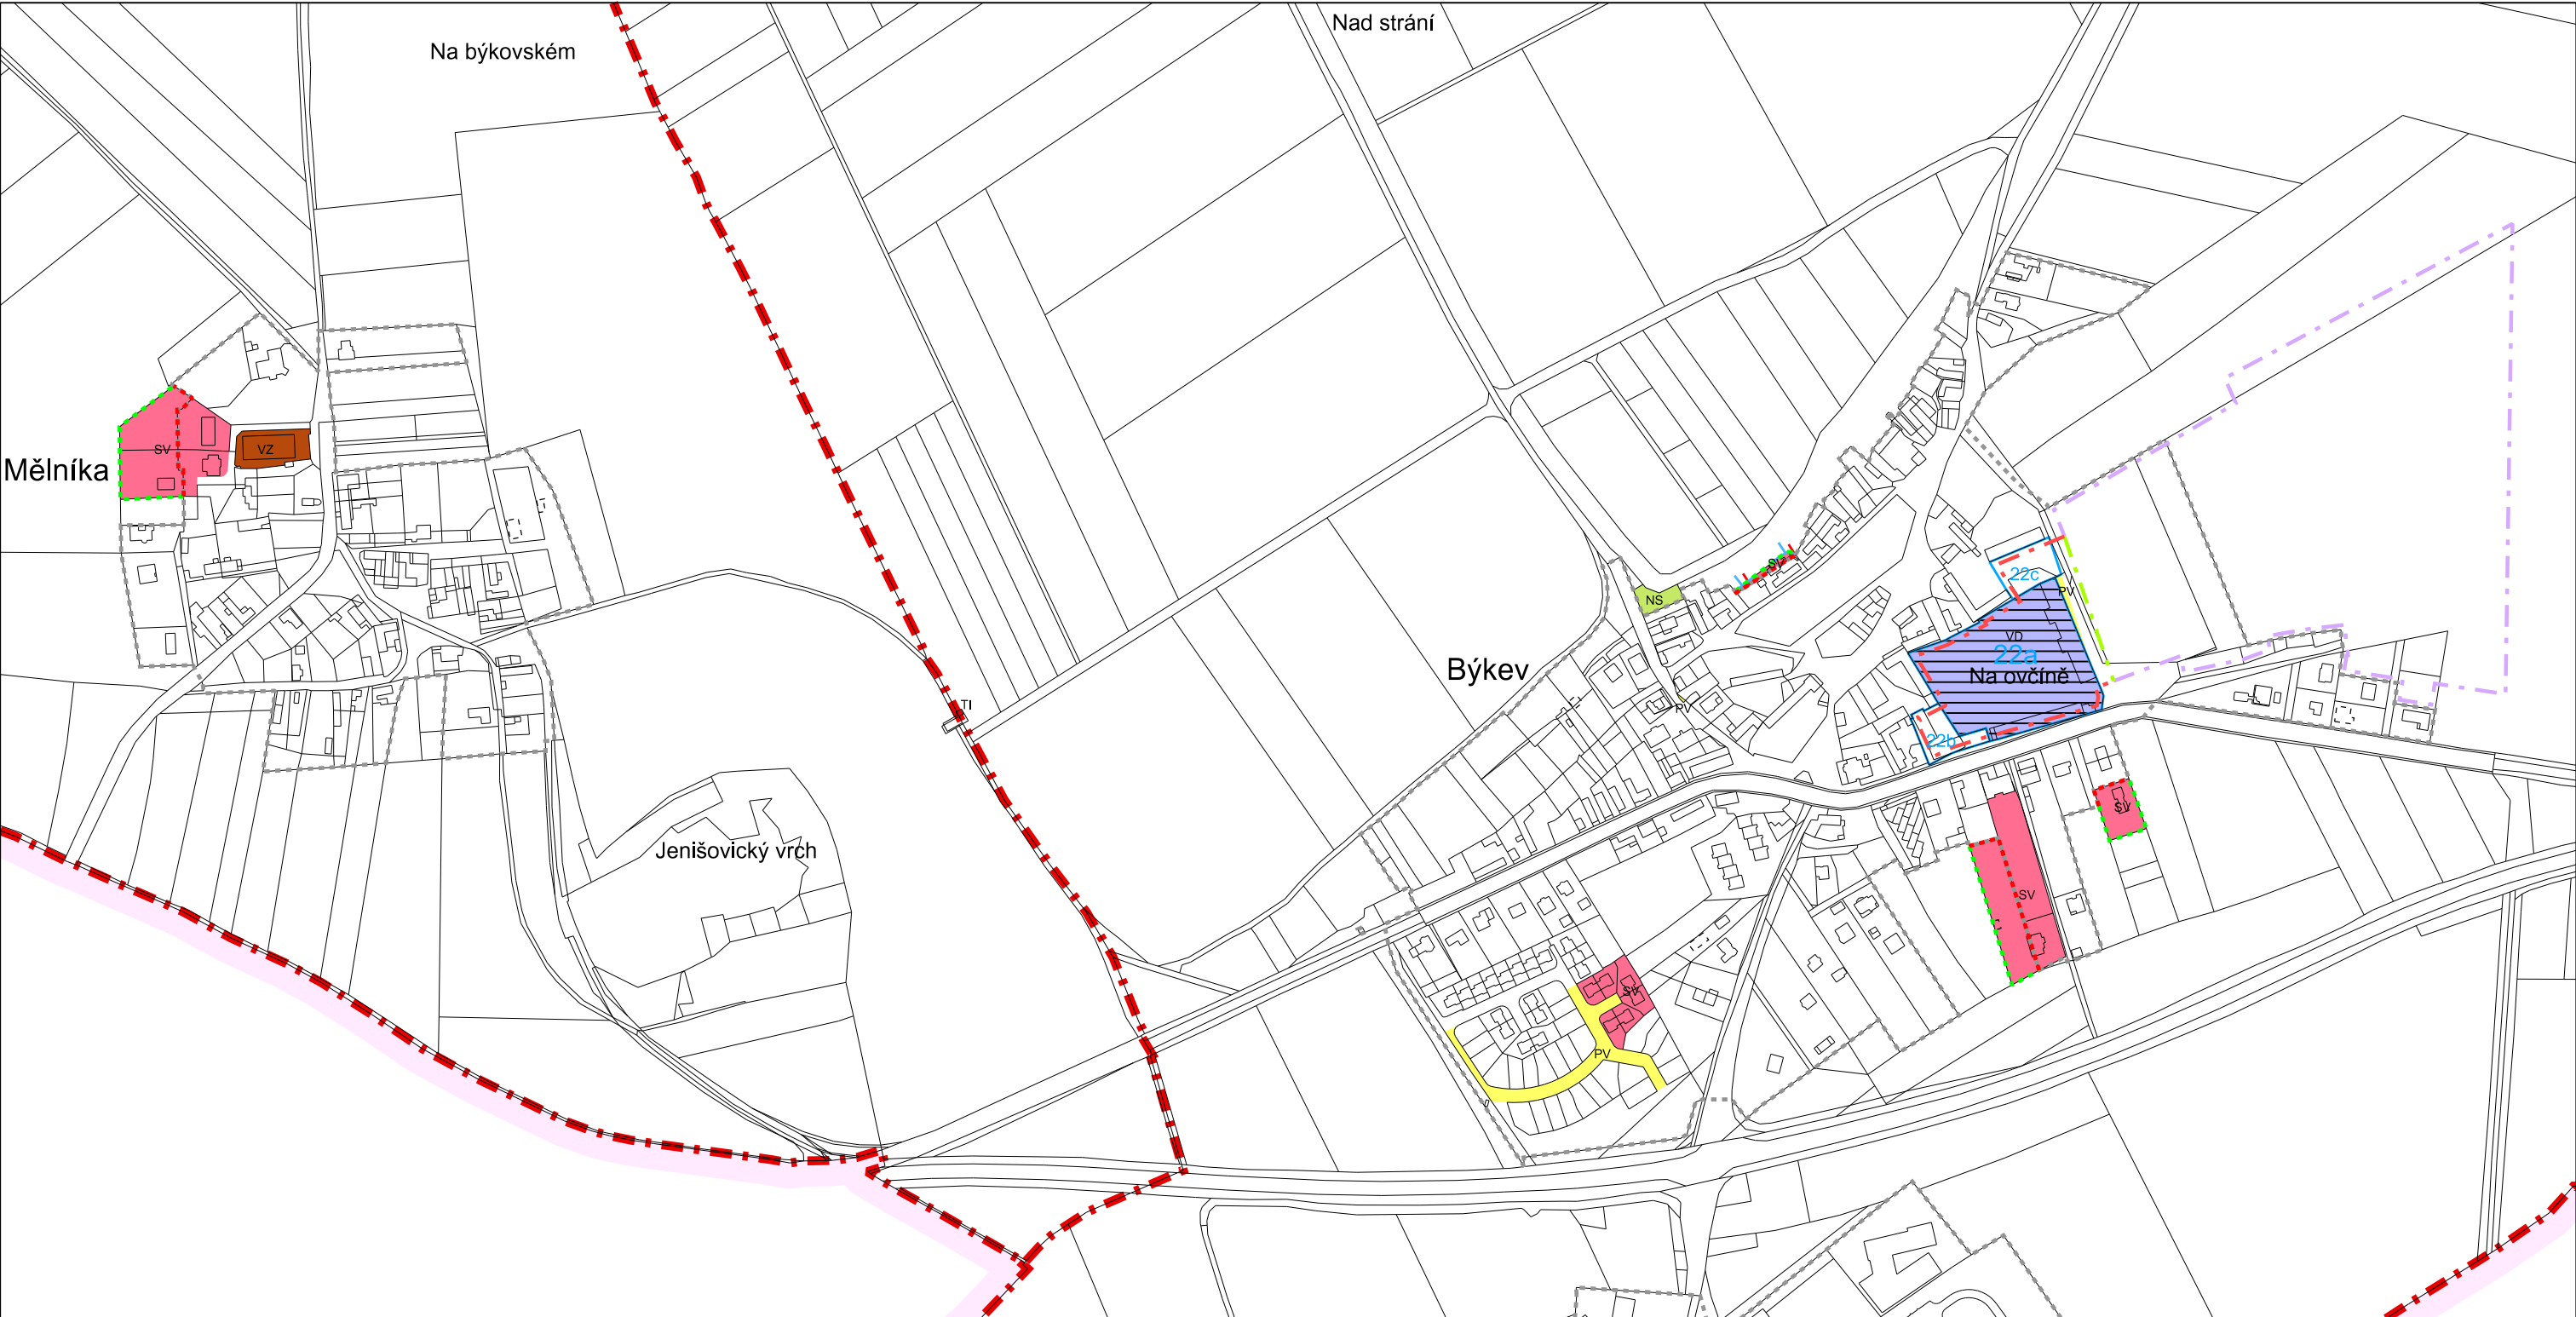 Nad strání
Na býkovském
SV
VZ
Mělníka
SV
22c
PV
NS
VD
22a
Býkev
Na ovčíně
TI
PV
22b
SV
Jenišovický vrch
SV
SV
PV